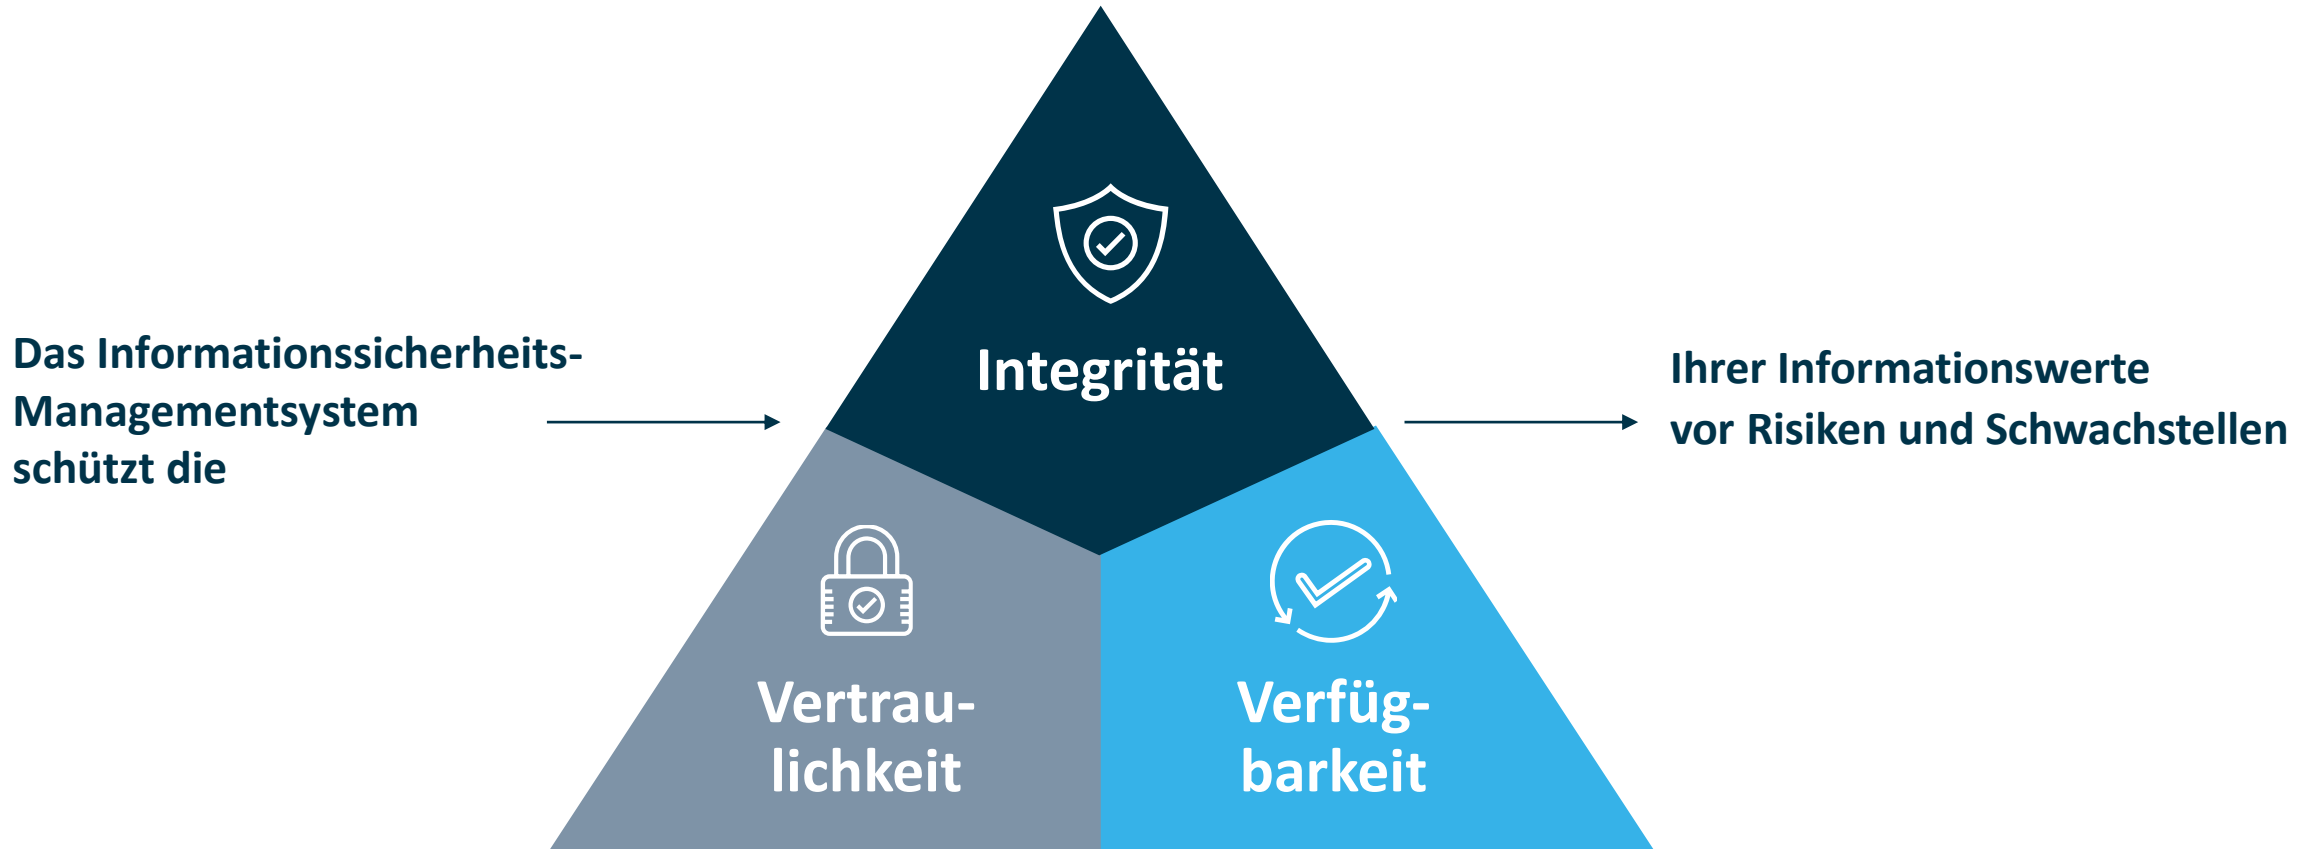 Das Informationssicherheits-
Managementsystem
schützt die
Integrität
Vertrau-
lichkeit
Verfüg-
barkeit
Ihrer Informationswerte
vor Risiken und Schwachstellen